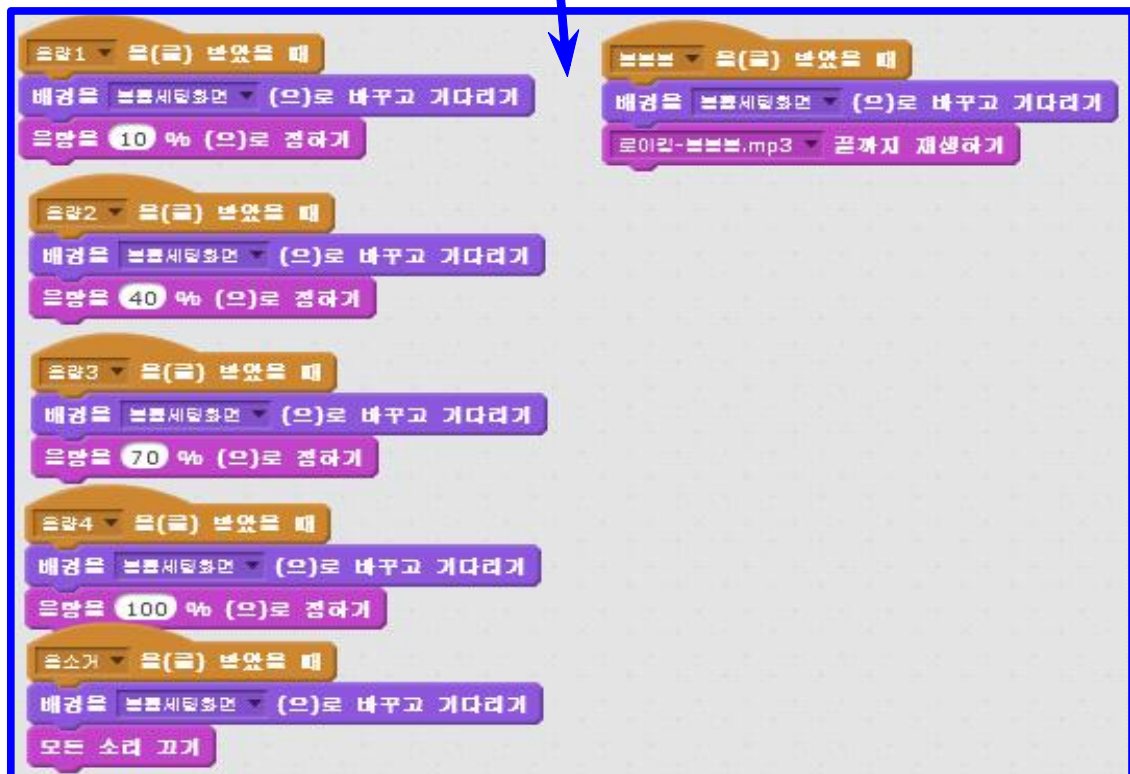 음량1 을(를) 받았을 때
배경을 볼륨세팅화면 (으)로 바꾸고 기다리기
음량을 10 % (으)로 정하기
음량2 을(를) 받았을 때
배경을 볼륨세팅화면 (으)로 바꾸고 기다리기
음량을 40 % (으)로 정하기
음량3 을(를) 받았을 때
배경을 볼륨세팅화면 (으)로 바꾸고 기다리기
음량을 70 % (으)로 정하기
음량4 을(를) 받았을 때
배경을 볼륨세팅화면 (으)로 바꾸고 기다리기
음량을 100 % (으)로 정하기
음소거 을(를) 받았을 때
배경을 볼륨세팅화면 (으)로 바꾸고 기다리기
모든 소리 끄기
봄봄봄 을(를) 받았을 때
배경을 볼륨세팅화면 (으)로 바꾸고 기다리기
로이킴-봄봄봄.mp3 끝까지 재생하기